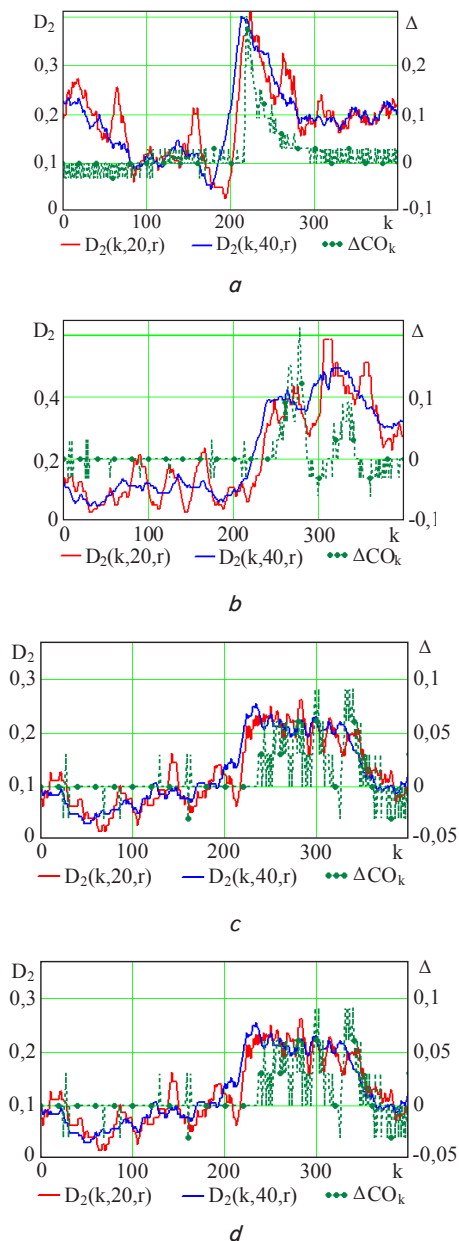 D₂ Δ
0,3 0,2
0,2 0,1
0,1 0
0 -0,1
0 100 200 300 k
D₂(k,20,r) D₂(k,40,r) ΔCOₖ
a
D₂ Δ
0,4 0,1
0,2 0
0 -0,1
0 100 200 300 k
D₂(k,20,r) D₂(k,40,r) ΔCOₖ
b
D₂ Δ
0,3 0,1
0,2 0,05
0,1 0
0 -0,05
0 100 200 300 k
D₂(k,20,r) D₂(k,40,r) ΔCOₖ
c
D₂ Δ
0,3 0,1
0,2 0,05
0,1 0
0 -0,05
0 100 200 300 k
D₂(k,20,r) D₂(k,40,r) ΔCOₖ
d